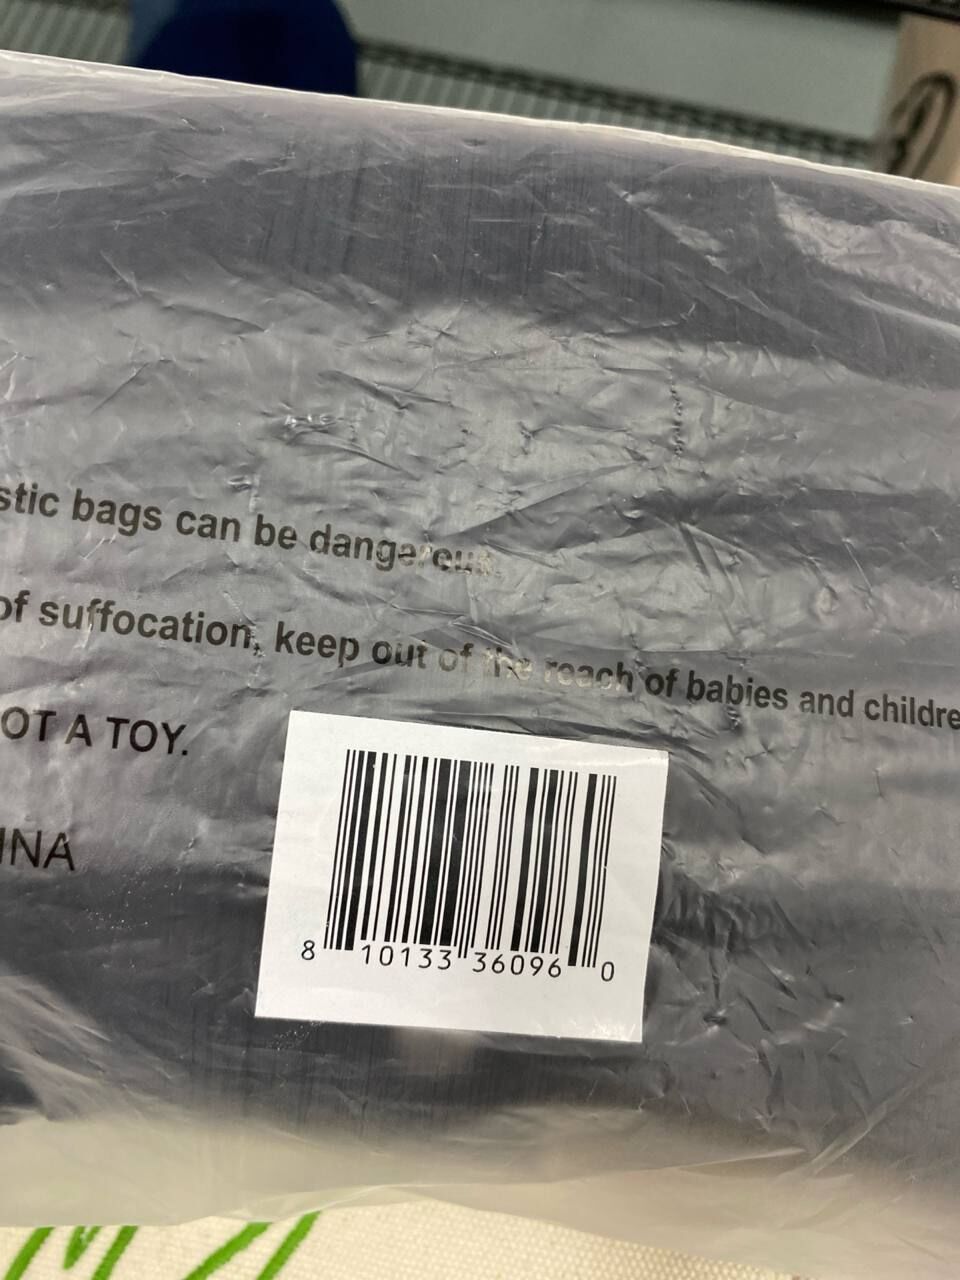 stic bags can be dangerous.
of suffocation, keep out of the reach of babies and childre
OT A TOY.
INA
8 10133 36096 0